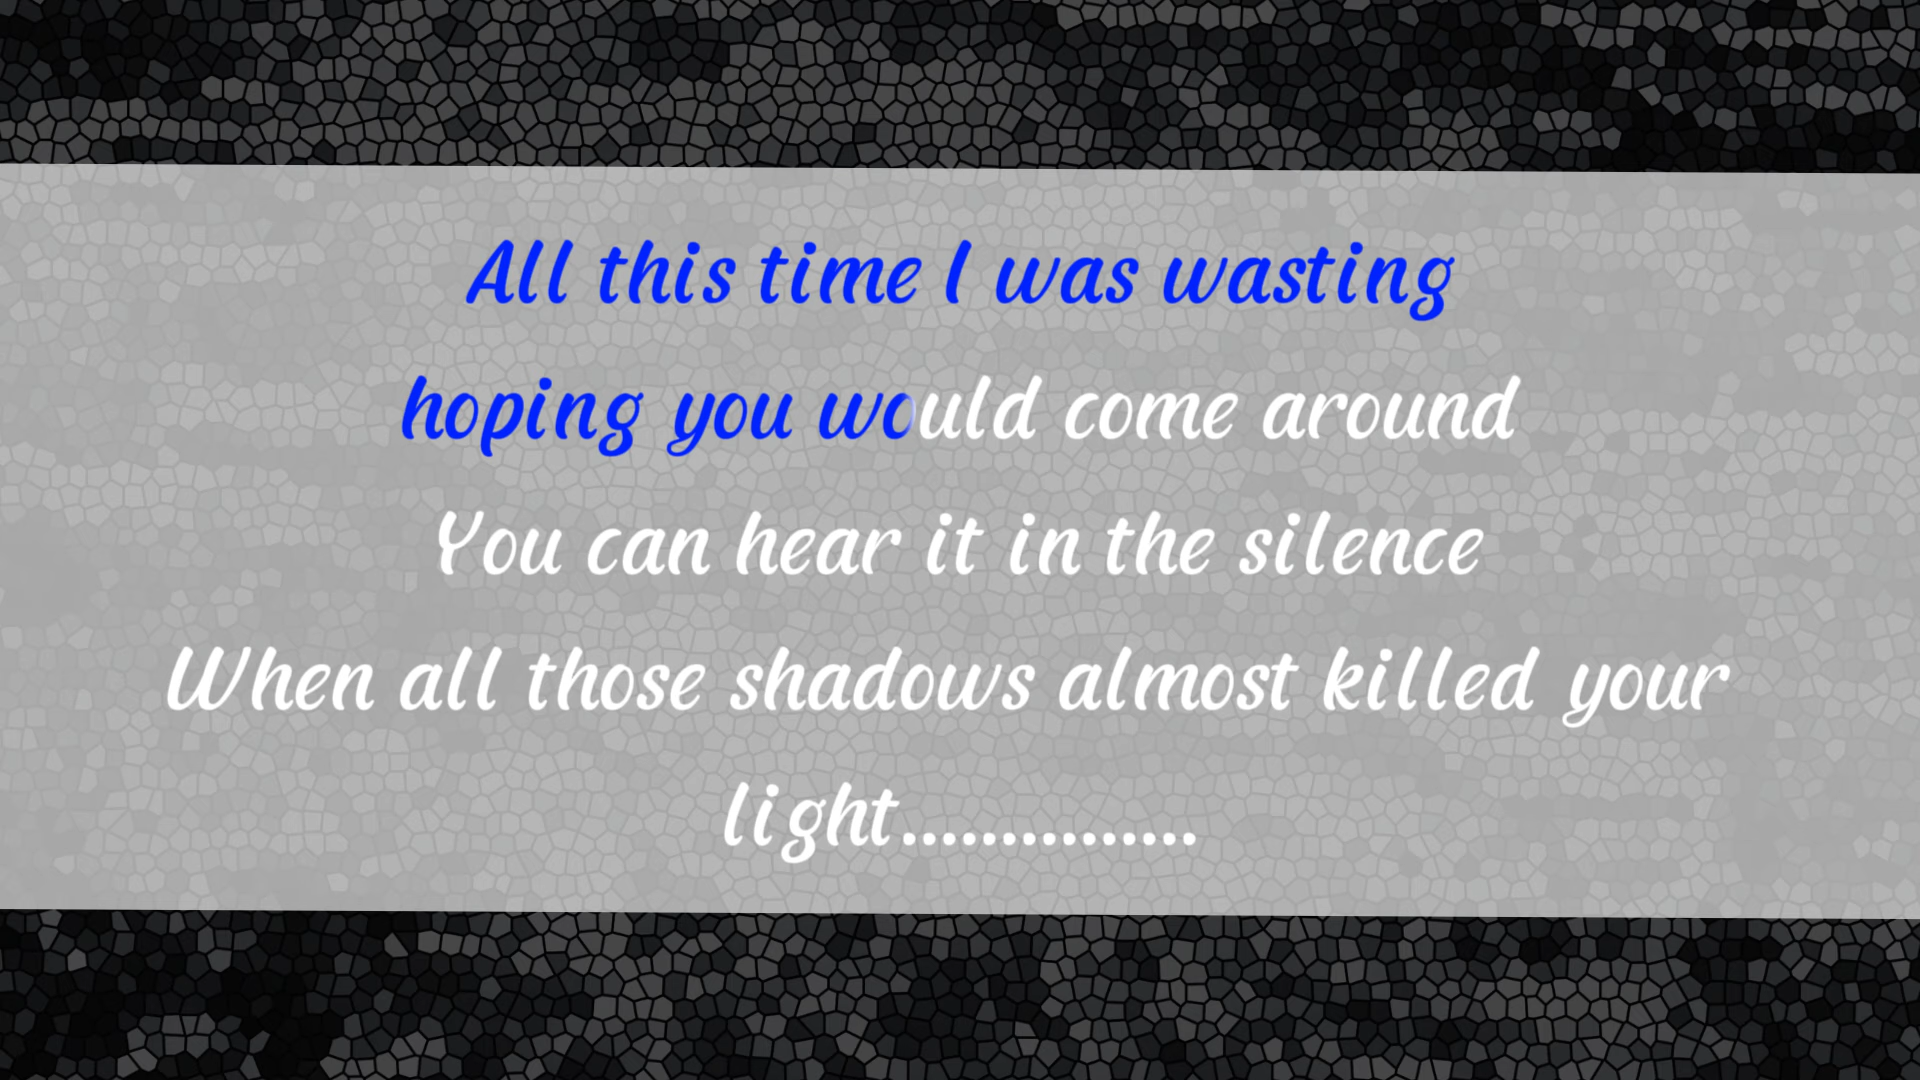 All this time I was wasting
hoping you would come around
You can hear it in the silence
When all those shadows almost killed your
light...............